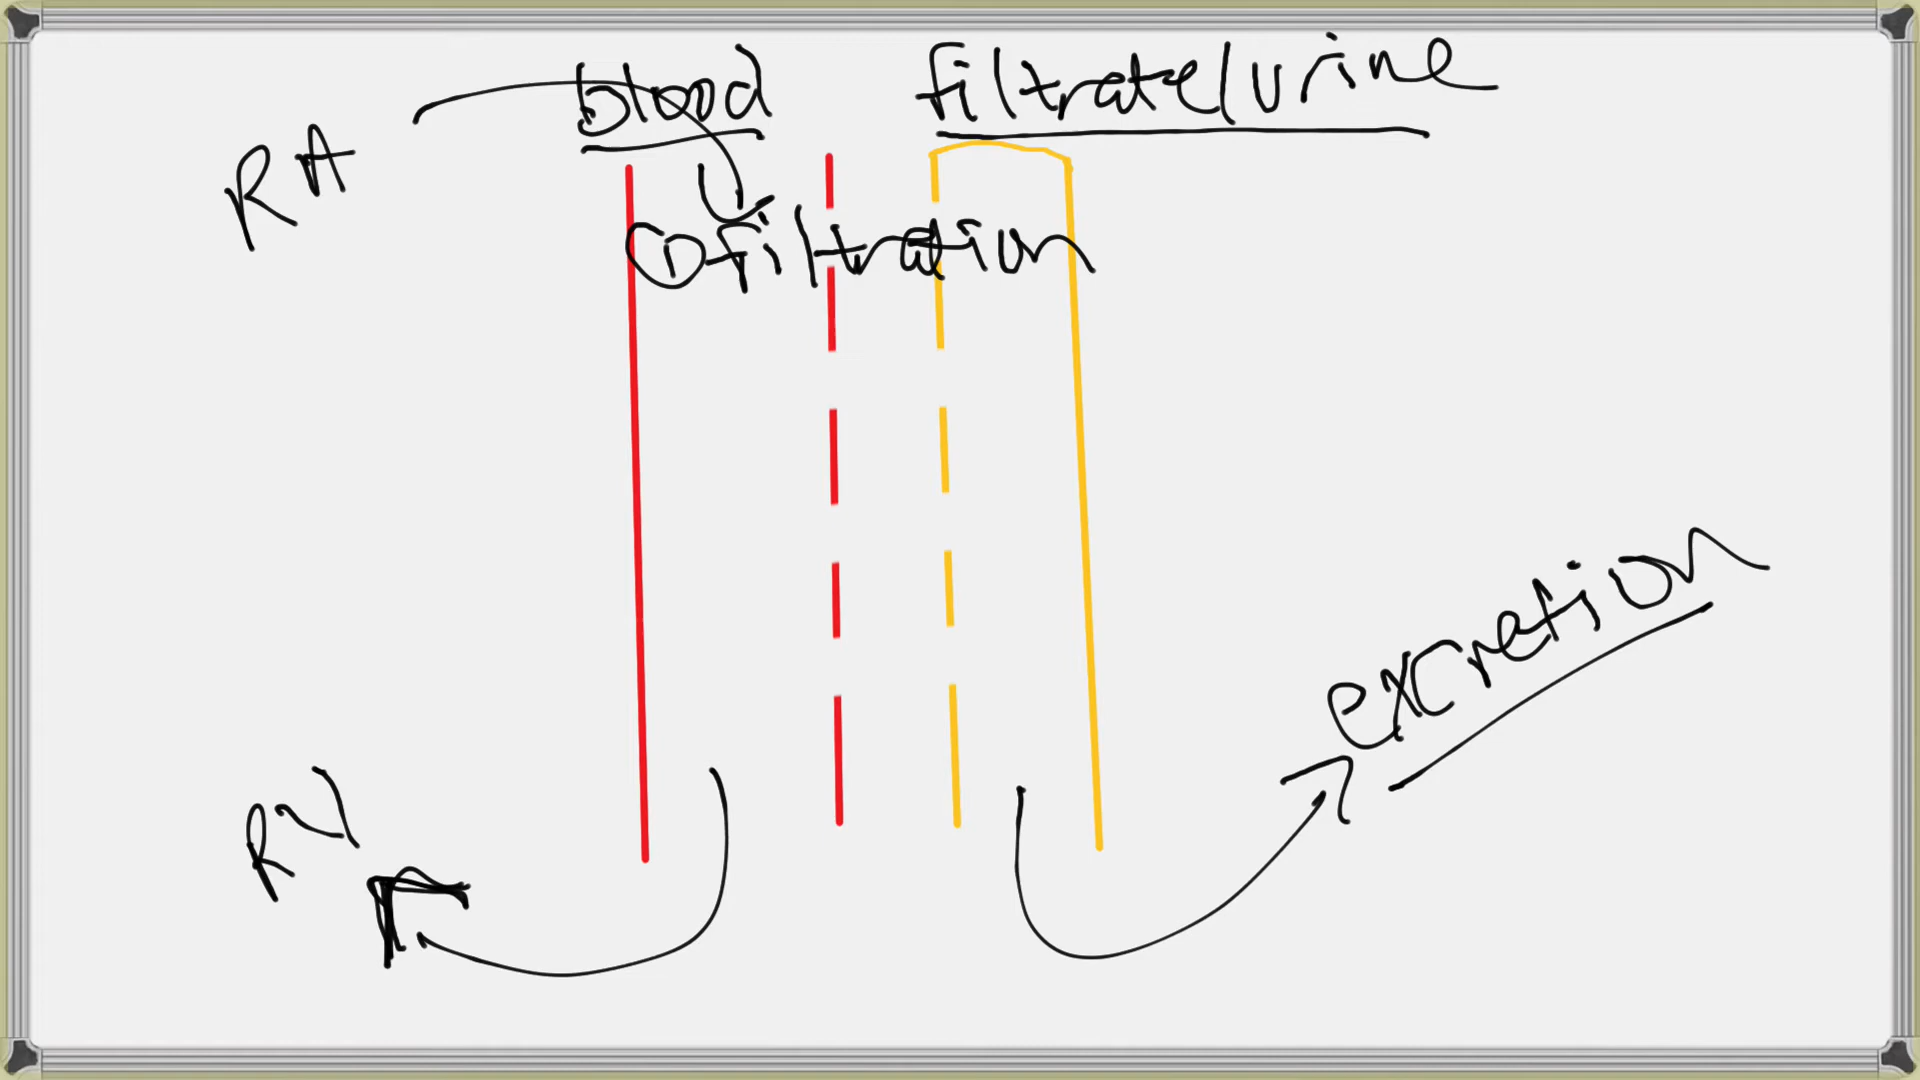 blood filtrate/urine
RA
① filtration
excretion
RV